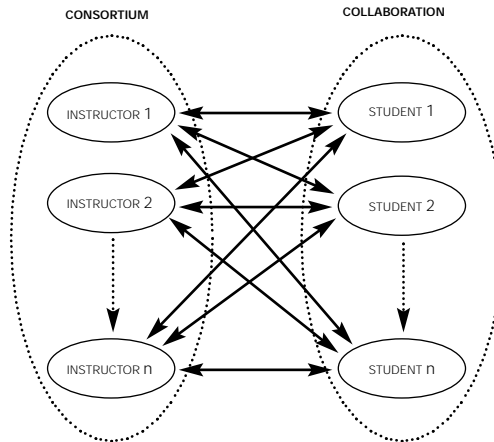 CONSORTIUM
COLLABORATION
INSTRUCTOR 1
STUDENT 1
INSTRUCTOR 2
STUDENT 2
INSTRUCTOR n
STUDENT n